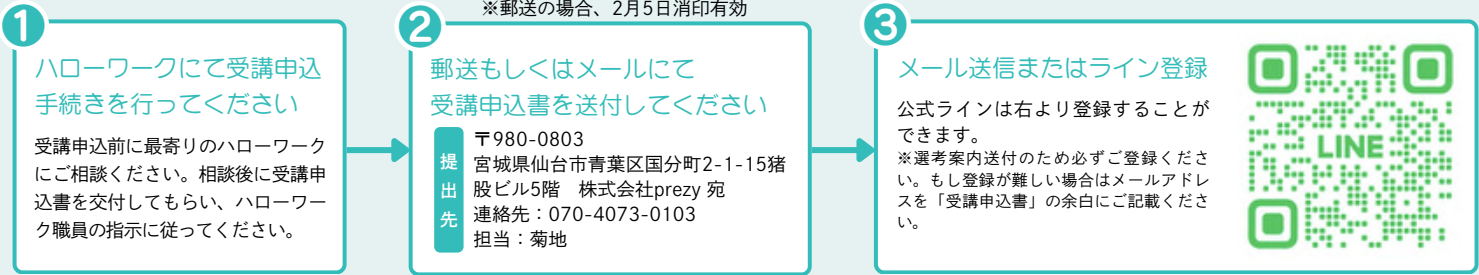 ※郵送の場合、2月5日消印有効
1
ハローワークにて受講申込
手続きを行ってください
受講申込前に最寄りのハローワーク
にご相談ください。相談後に受講申
込書を交付してもらい、ハローワー
ク職員の指示に従ってください。
2
郵送もしくはメールにて
受講申込書を送付してください
提出先
〒980-0803
宮城県仙台市青葉区国分町2-1-15猪
股ビル5階 株式会社prezy 宛
連絡先：070-4073-0103
担当：菊地
3
メール送信またはライン登録
公式ラインは右より登録することが
できます。
※選考案内送付のため必ずご登録くださ
い。もし登録が難しい場合はメールアドレ
スを「受講申込書」の余白にご記載くださ
い。
LINE